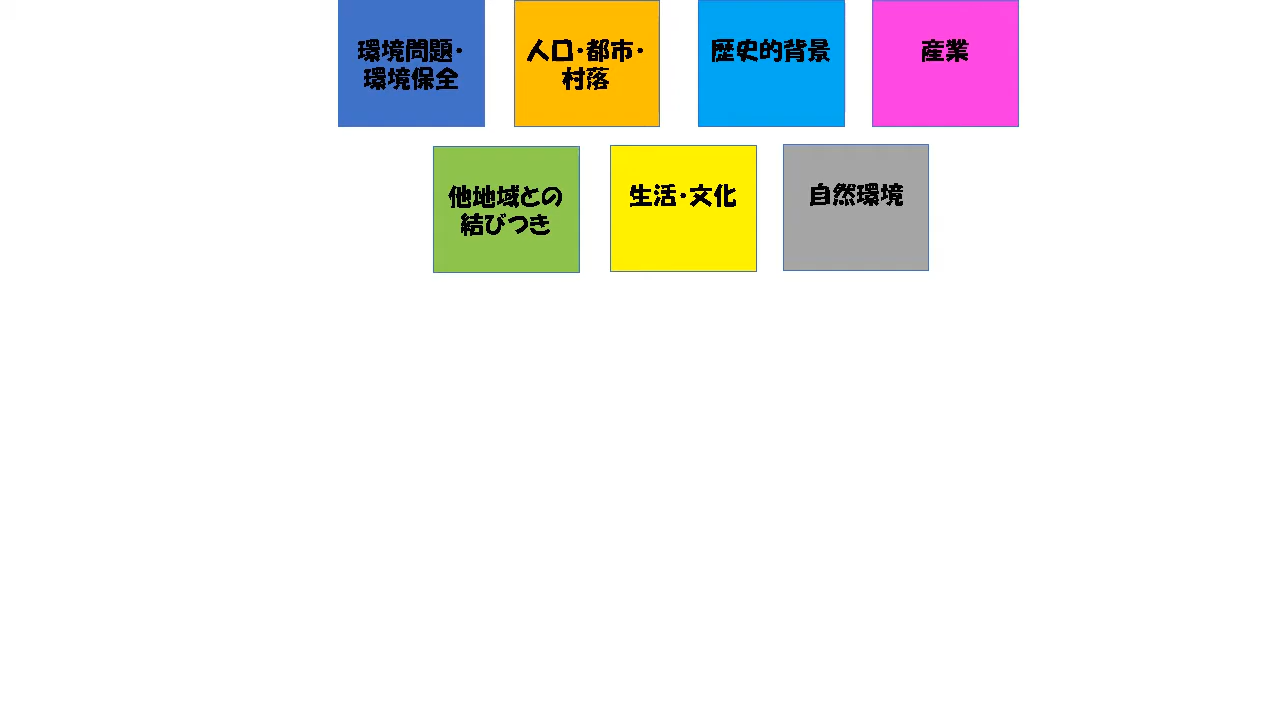 環境問題・
環境保全
人口・都市・
村落
歴史的背景
産業
他地域との
結びつき
生活・文化
自然環境